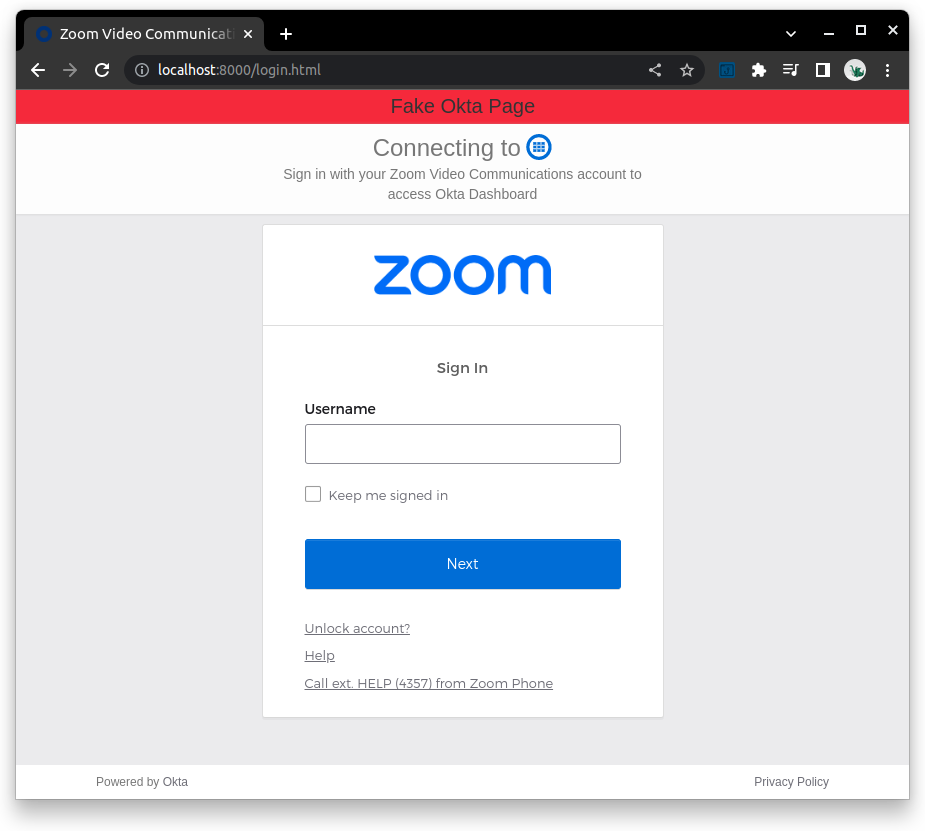 Zoom Video Communicati
localhost:8000/login.html
Fake Okta Page
Connecting to
Sign in with your Zoom Video Communications account to
access Okta Dashboard
zoom
Sign In
Username
Keep me signed in
Next
Unlock account?
Help
Call ext. HELP (4357) from Zoom Phone
Powered by Okta
Privacy Policy